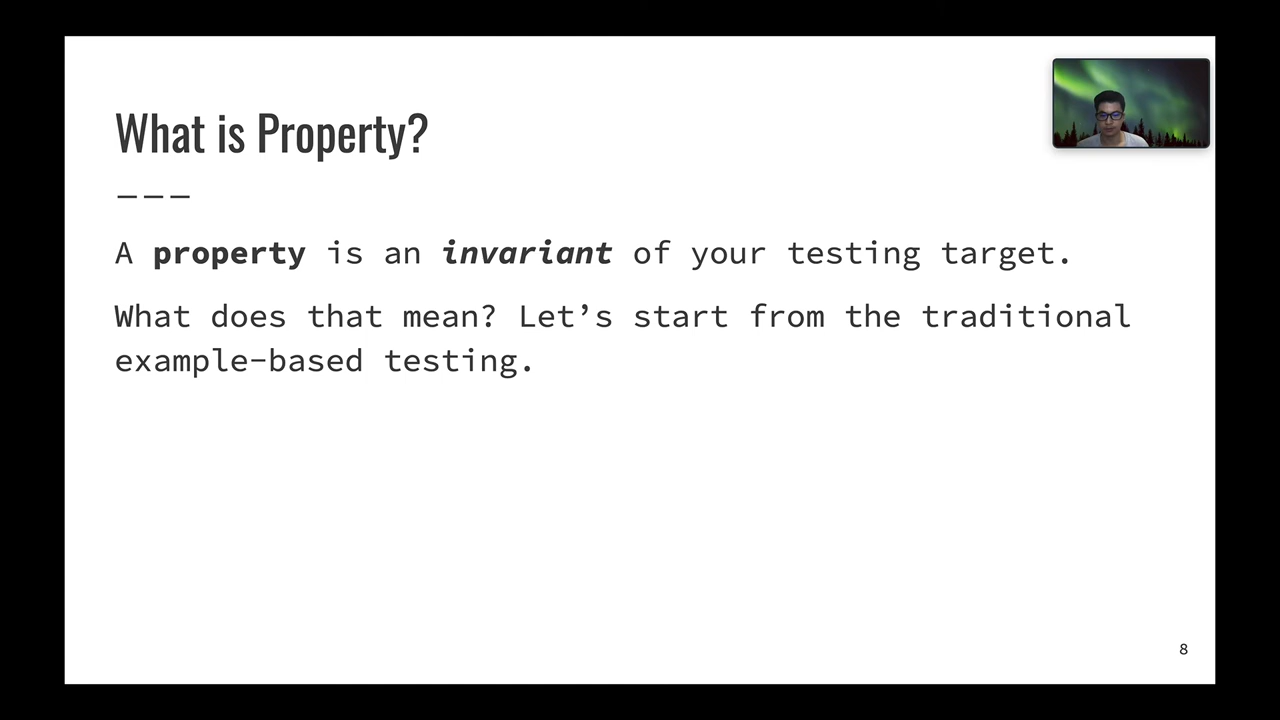 What is Property?
———
A property is an invariant of your testing target.
What does that mean? Let’s start from the traditional
example-based testing.
8